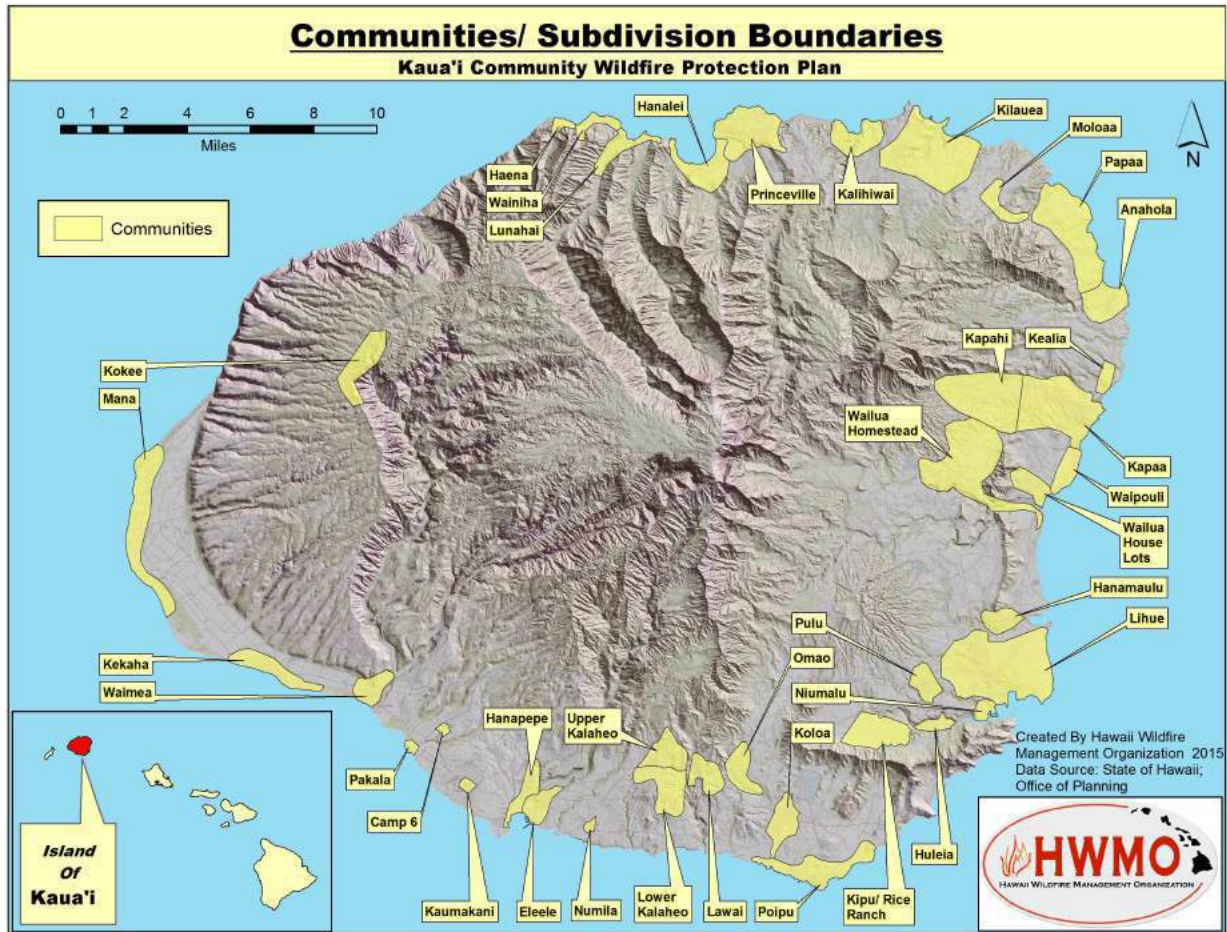 Communities/ Subdivision Boundaries
Kaua'i Community Wildfire Protection Plan
0 1 2 4 6 8 10
Miles
N
Communities
Hanalei
Kilauea
Moloaa
Papaa
Haena
Wainiha
Lunahai
Princeville
Kalihiwai
Anahola
Kokee
Mana
Kapahi
Kealia
Wailua
Homestead
Kapaa
Waipouli
Wailua
House
Lots
Hanamaulu
Lihue
Pulu
Omao
Niumalu
Koloa
Kekaha
Waimea
Hanapepe
Upper
Kalaheo
Pakala
Camp 6
Kaumakani
Eleele
Numila
Lower
Kalaheo
Lawai
Poipu
Kipu/ Rice
Ranch
Huleia
Island
Of
Kaua'i
Created By Hawaii Wildfire
Management Organization 2015
Data Source: State of Hawaii;
Office of Planning
HWMO
HAWAII WILDFIRE MANAGEMENT ORGANIZATION